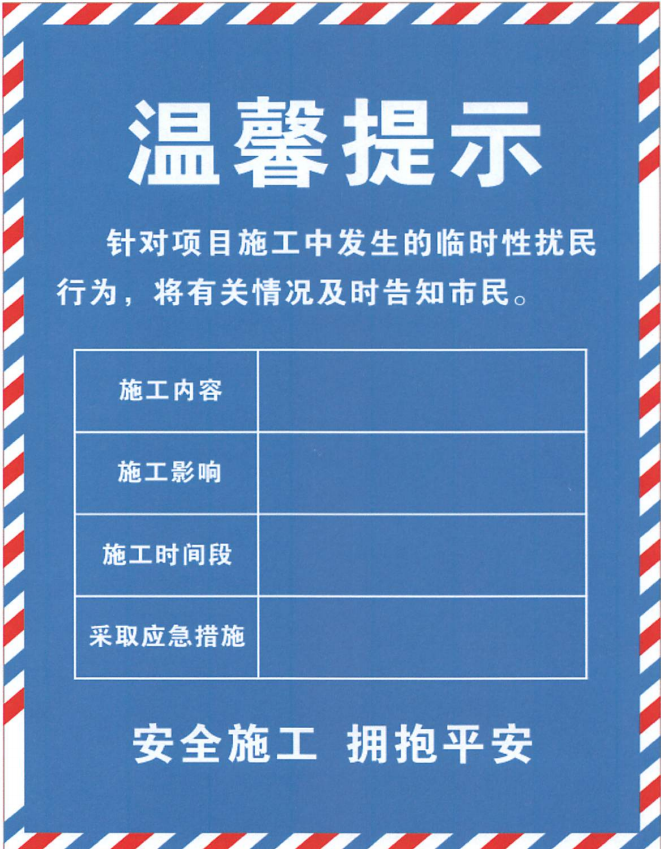 温馨提示
针对项目施工中发生的临时性扰民
行为，将有关情况及时告知市民。
施工内容
施工影响
施工时间段
采取应急措施
安全施工 拥抱平安